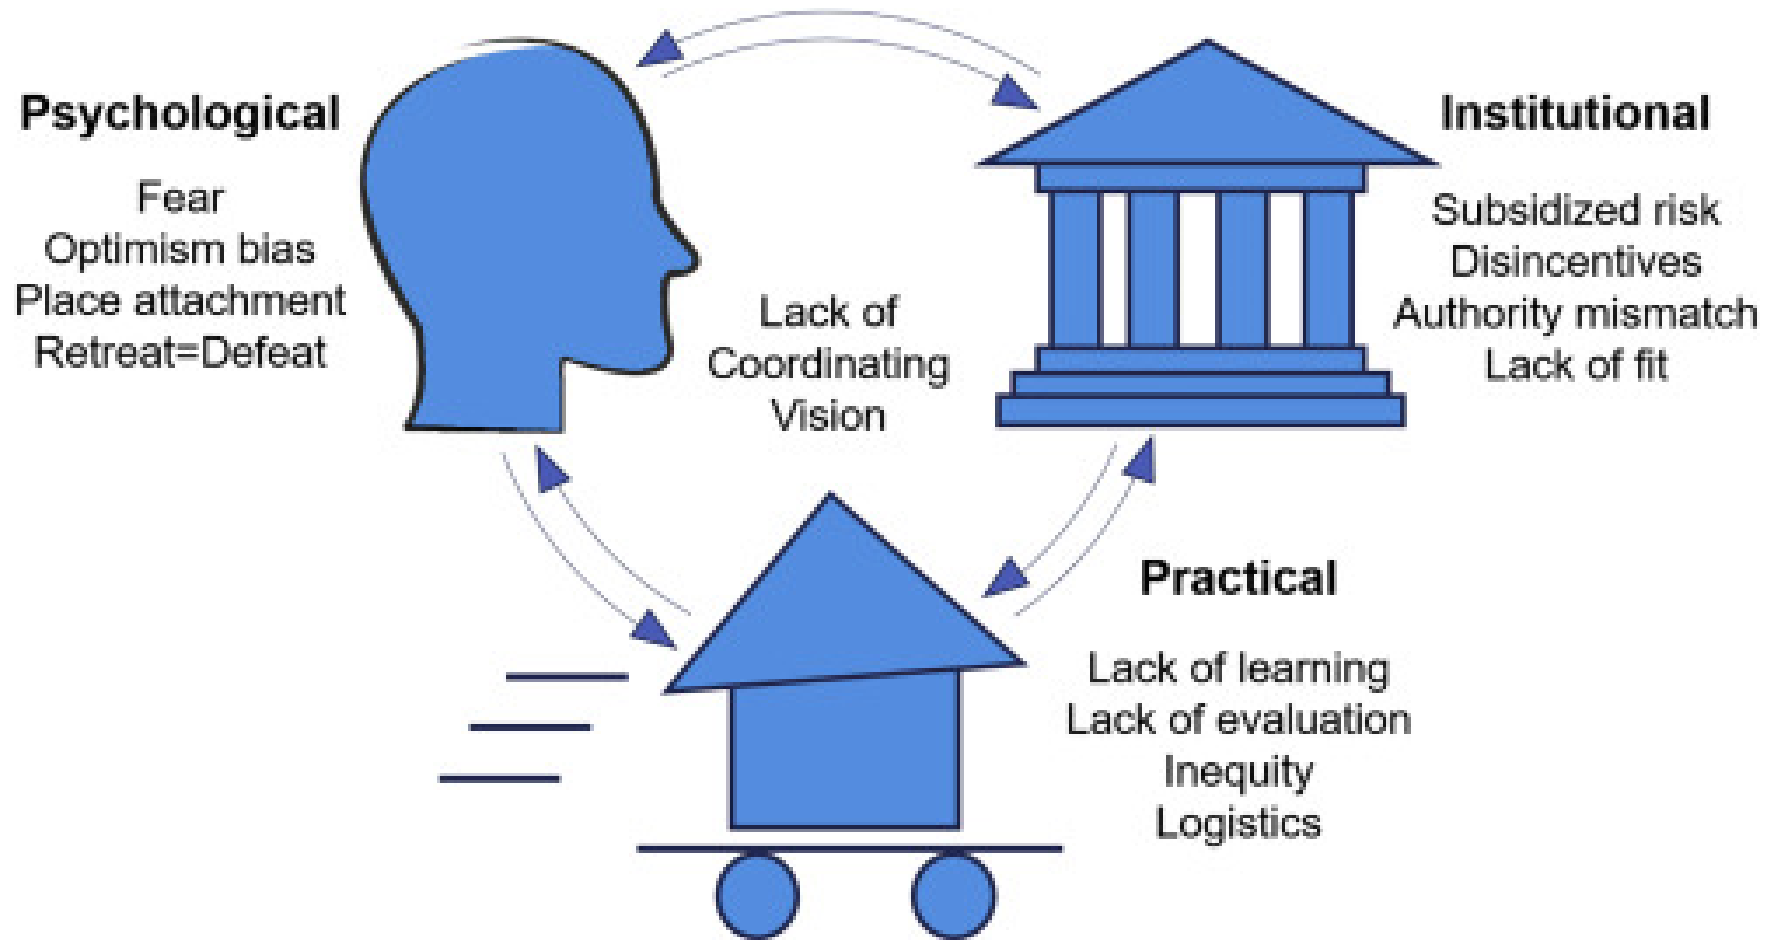 Psychological
Fear
Optimism bias
Place attachment
Retreat=Defeat
Lack of
Coordinating
Vision
Institutional
Subsidized risk
Disincentives
Authority mismatch
Lack of fit
Practical
Lack of learning
Lack of evaluation
Inequity
Logistics